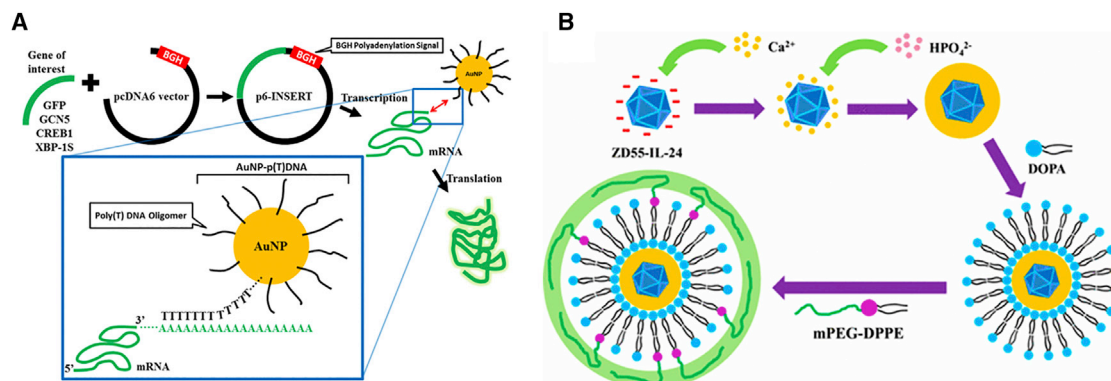 A
Gene of
interest
GFP
GCN5
CREB1
XBP-1S
BGH
pcDNA6 vector
BGH
p6-INSERT
BGH Polyadenylation Signal
Transcription
AuNP
mRNA
Translation
AuNP-p(T)DNA
Poly(T) DNA Oligomer
AuNP
TTTTTTTTTTTTT
3'
AAAAAAAAAAAAAAAAAAAA
5'
mRNA
B
Ca²⁺
HPO₄²⁻
ZD55-IL-24
DOPA
mPEG-DPPE